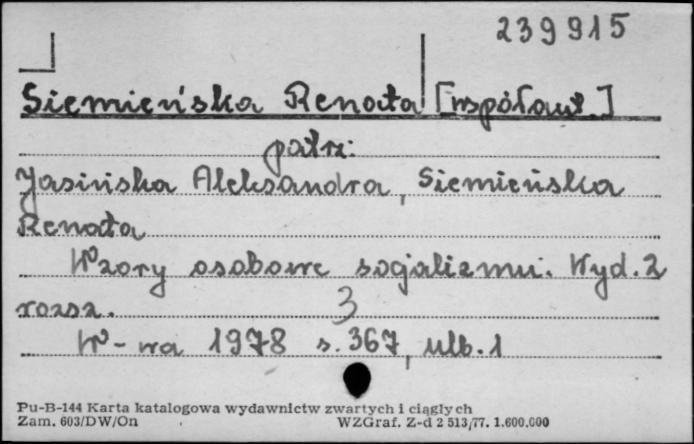 239915
Siemieńska Renata [współaut.]
patrz:
Jasińska Aleksandra, Siemieńska
Renata
Wzory osobowe socjalizmu. Wyd. 2
rozsz.
3
W-wa 1978 s. 367, nlb. 1
Pu-B-144 Karta katalogowa wydawnictw zwartych i ciągłych
Zam. 603/DW/On WZGraf. Z-d 2 513/77. 1.600.000